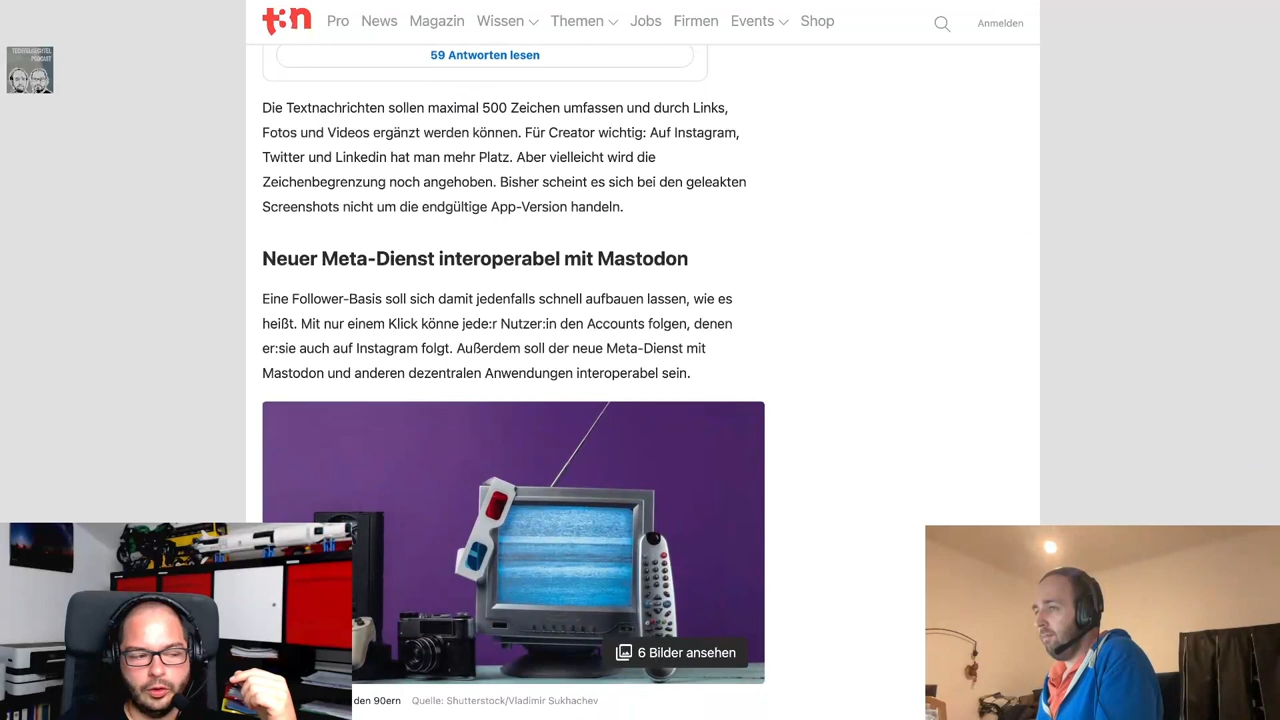 t3n Pro News Magazin Wissen Themen Jobs Firmen Events Shop Anmelden
TECHTELMECHTEL
PODCAST
59 Antworten lesen
Die Textnachrichten sollen maximal 500 Zeichen umfassen und durch Links,
Fotos und Videos ergänzt werden können. Für Creator wichtig: Auf Instagram,
Twitter und Linkedin hat man mehr Platz. Aber vielleicht wird die
Zeichenbegrenzung noch angehoben. Bisher scheint es sich bei den geleakten
Screenshots nicht um die endgültige App-Version handeln.
Neuer Meta-Dienst interoperabel mit Mastodon
Eine Follower-Basis soll sich damit jedenfalls schnell aufbauen lassen, wie es
heißt. Mit nur einem Klick könne jede:r Nutzer:in den Accounts folgen, denen
er:sie auch auf Instagram folgt. Außerdem soll der neue Meta-Dienst mit
Mastodon und anderen dezentralen Anwendungen interoperabel sein.
6 Bilder ansehen
den 90ern Quelle: Shutterstock/Vladimir Sukhachev